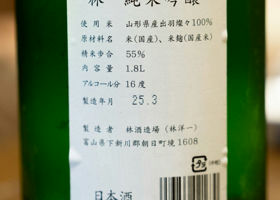 林 純米吟醸
使用米 山形県産出羽燦々100%
原材料名 米(国産)、米麹(国産米)
精米歩合 55%
内容量 1.8L
アルコール分 16度
製造年月 25.3
製造者 林酒造場(林洋一)
富山県下新川郡朝日町境1608
日本酒